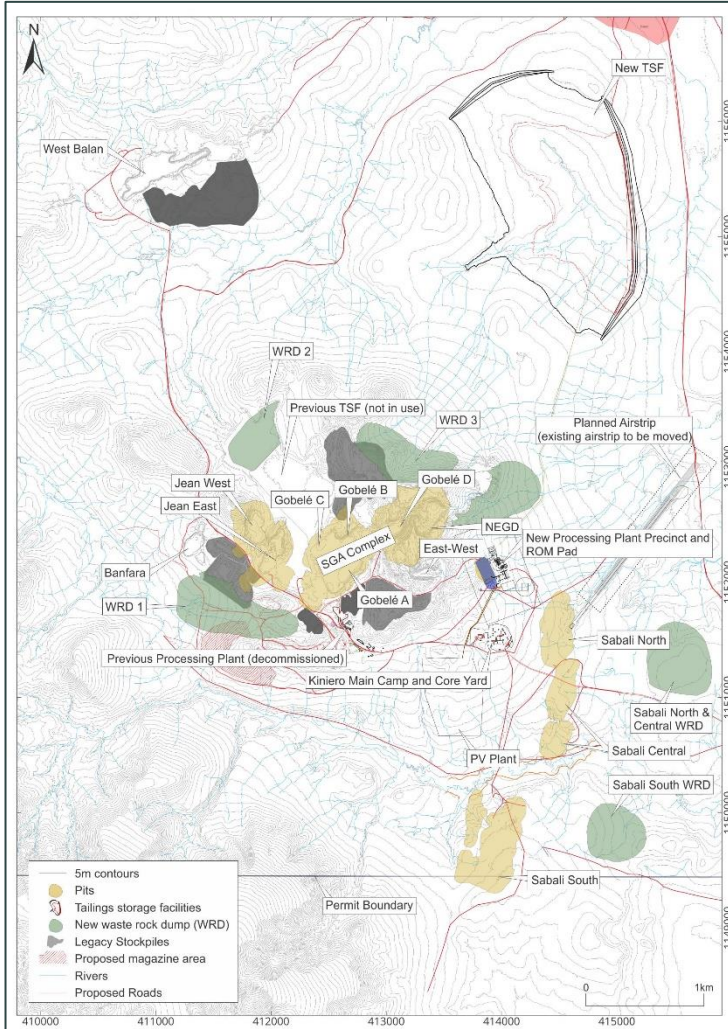 N
New TSF
West Balan
1156000
1155000
1154000
1153000
1152000
1151000
1150000
1149000
WRD 2
Previous TSF (not in use)
WRD 3
Planned Airstrip
(existing airstrip to be moved)
Jean West
Jean East
Gobelé C
Gobelé B
Gobelé D
SGA Complex
NEGD
East-West
New Processing Plant Precinct and
ROM Pad
Banfara
Gobelé A
WRD 1
Sabali North
Previous Processing Plant (decommissioned)
Kiniero Main Camp and Core Yard
Sabali North &
Central WRD
PV Plant
Sabali Central
Sabali South WRD
Sabali South
Permit Boundary
5m contours
Pits
Tailings storage facilities
New waste rock dump (WRD)
Legacy Stockpiles
Proposed magazine area
Rivers
Proposed Roads
0 1km
410000 411000 412000 413000 414000 415000